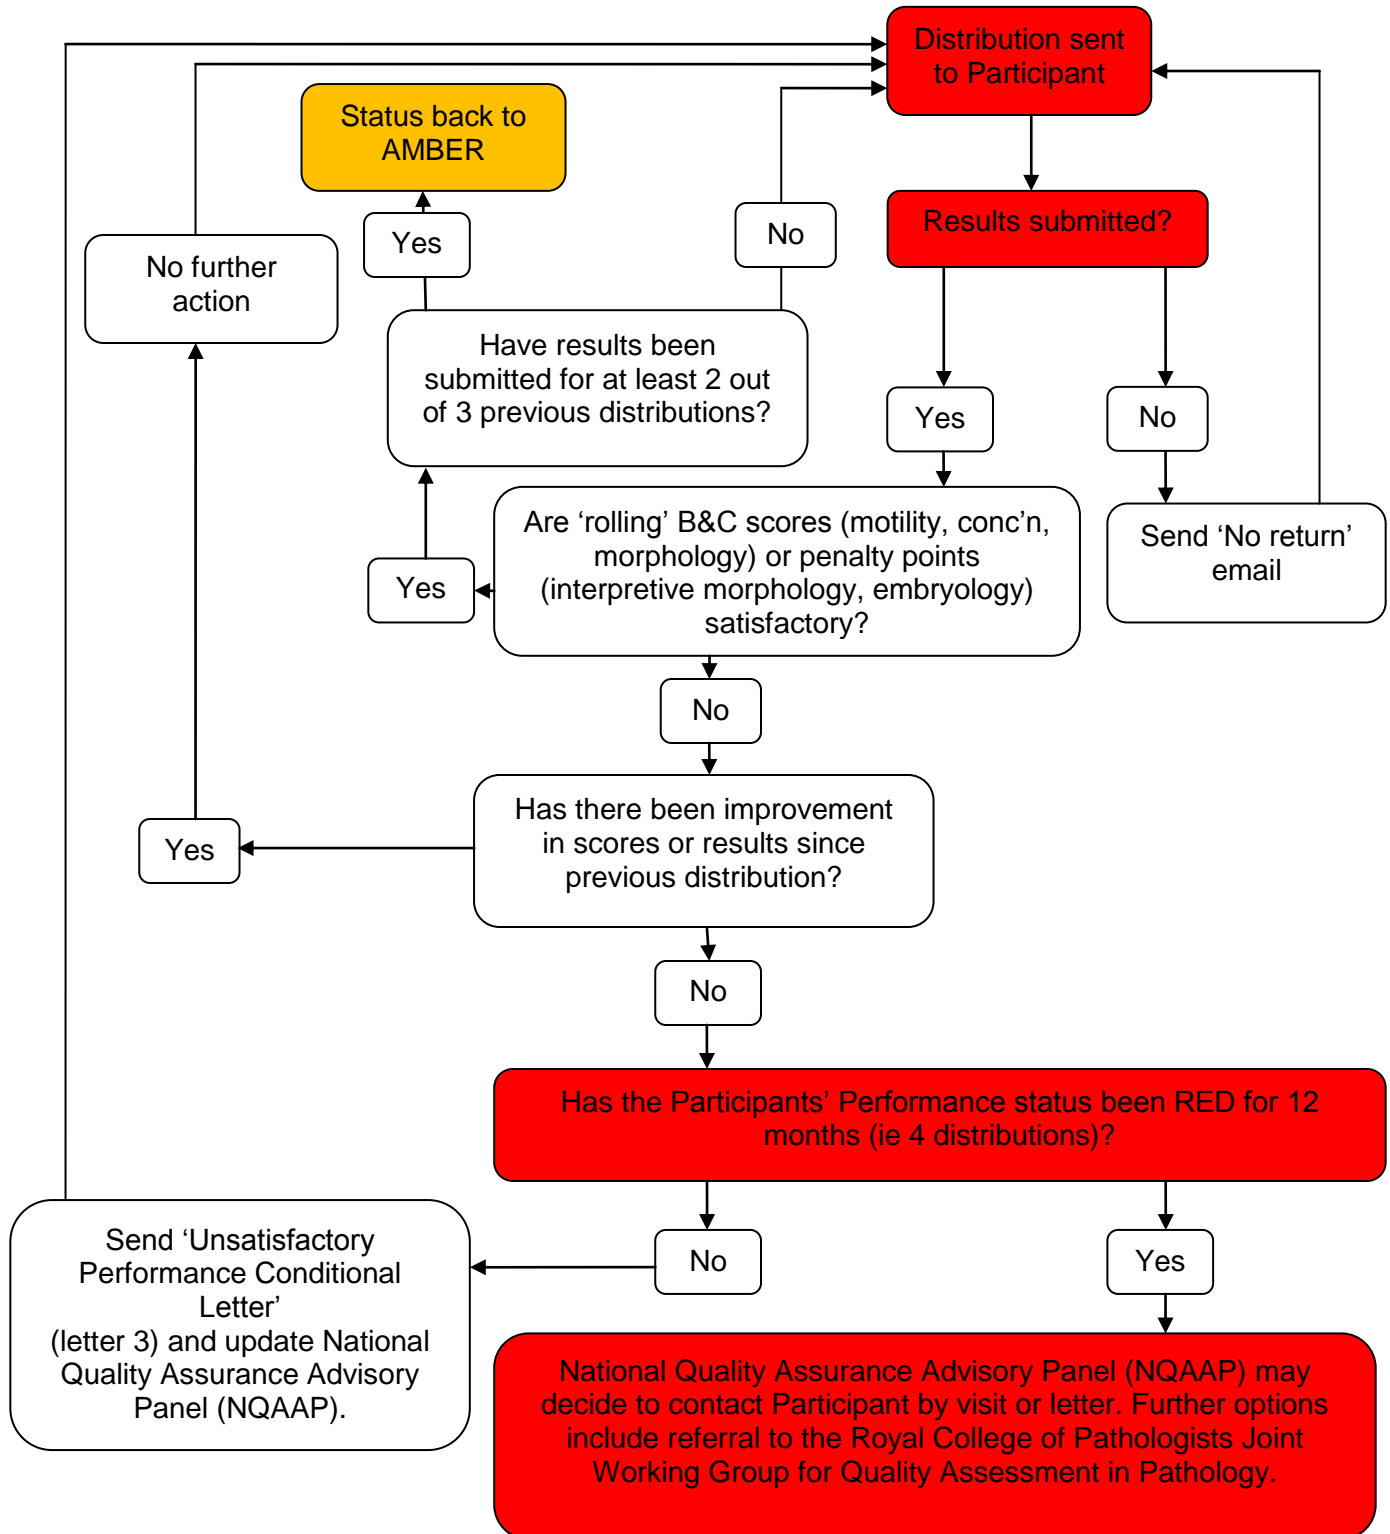 Distribution sent
to Participant
Status back to
AMBER
Results submitted?
Yes
No
No further
action
Have results been
submitted for at least 2 out
of 3 previous distributions?
Yes
No
Are ‘rolling’ B&C scores (motility, conc’n,
morphology) or penalty points
(interpretive morphology, embryology)
satisfactory?
Send ‘No return’
email
Yes
No
Has there been improvement
in scores or results since
previous distribution?
Yes
No
Has the Participants’ Performance status been RED for 12
months (ie 4 distributions)?
Send ‘Unsatisfactory
Performance Conditional
Letter’
(letter 3) and update National
Quality Assurance Advisory
Panel (NQAAP).
No
Yes
National Quality Assurance Advisory Panel (NQAAP) may
decide to contact Participant by visit or letter. Further options
include referral to the Royal College of Pathologists Joint
Working Group for Quality Assessment in Pathology.